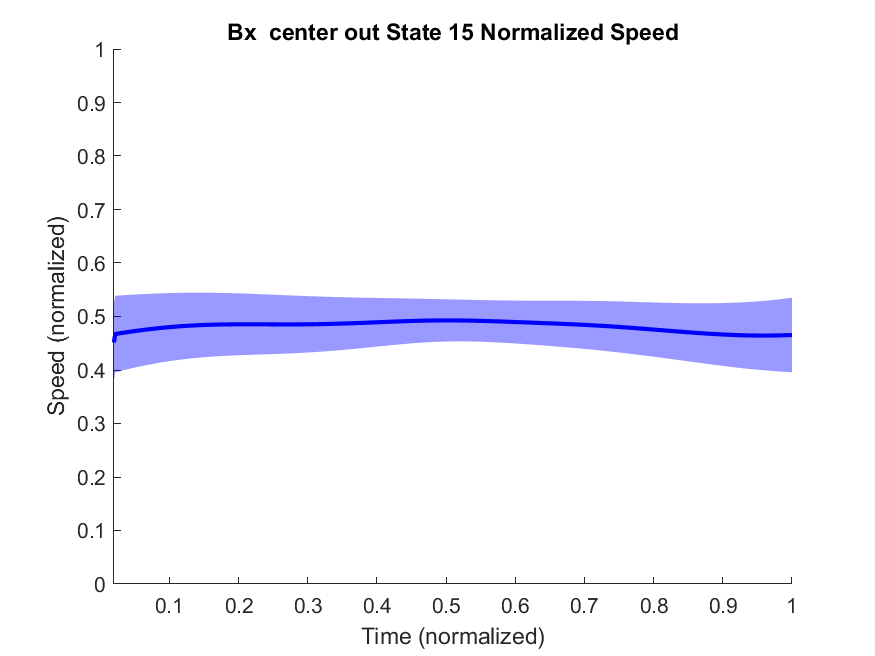 Bx  center out State 15 Normalized Speed
1
0.9
0.8
0.7
0.6
0.5
0.4
0.3
0.2
0.1
0
Speed (normalized)
0.1 0.2 0.3 0.4 0.5 0.6 0.7 0.8 0.9 1
Time (normalized)